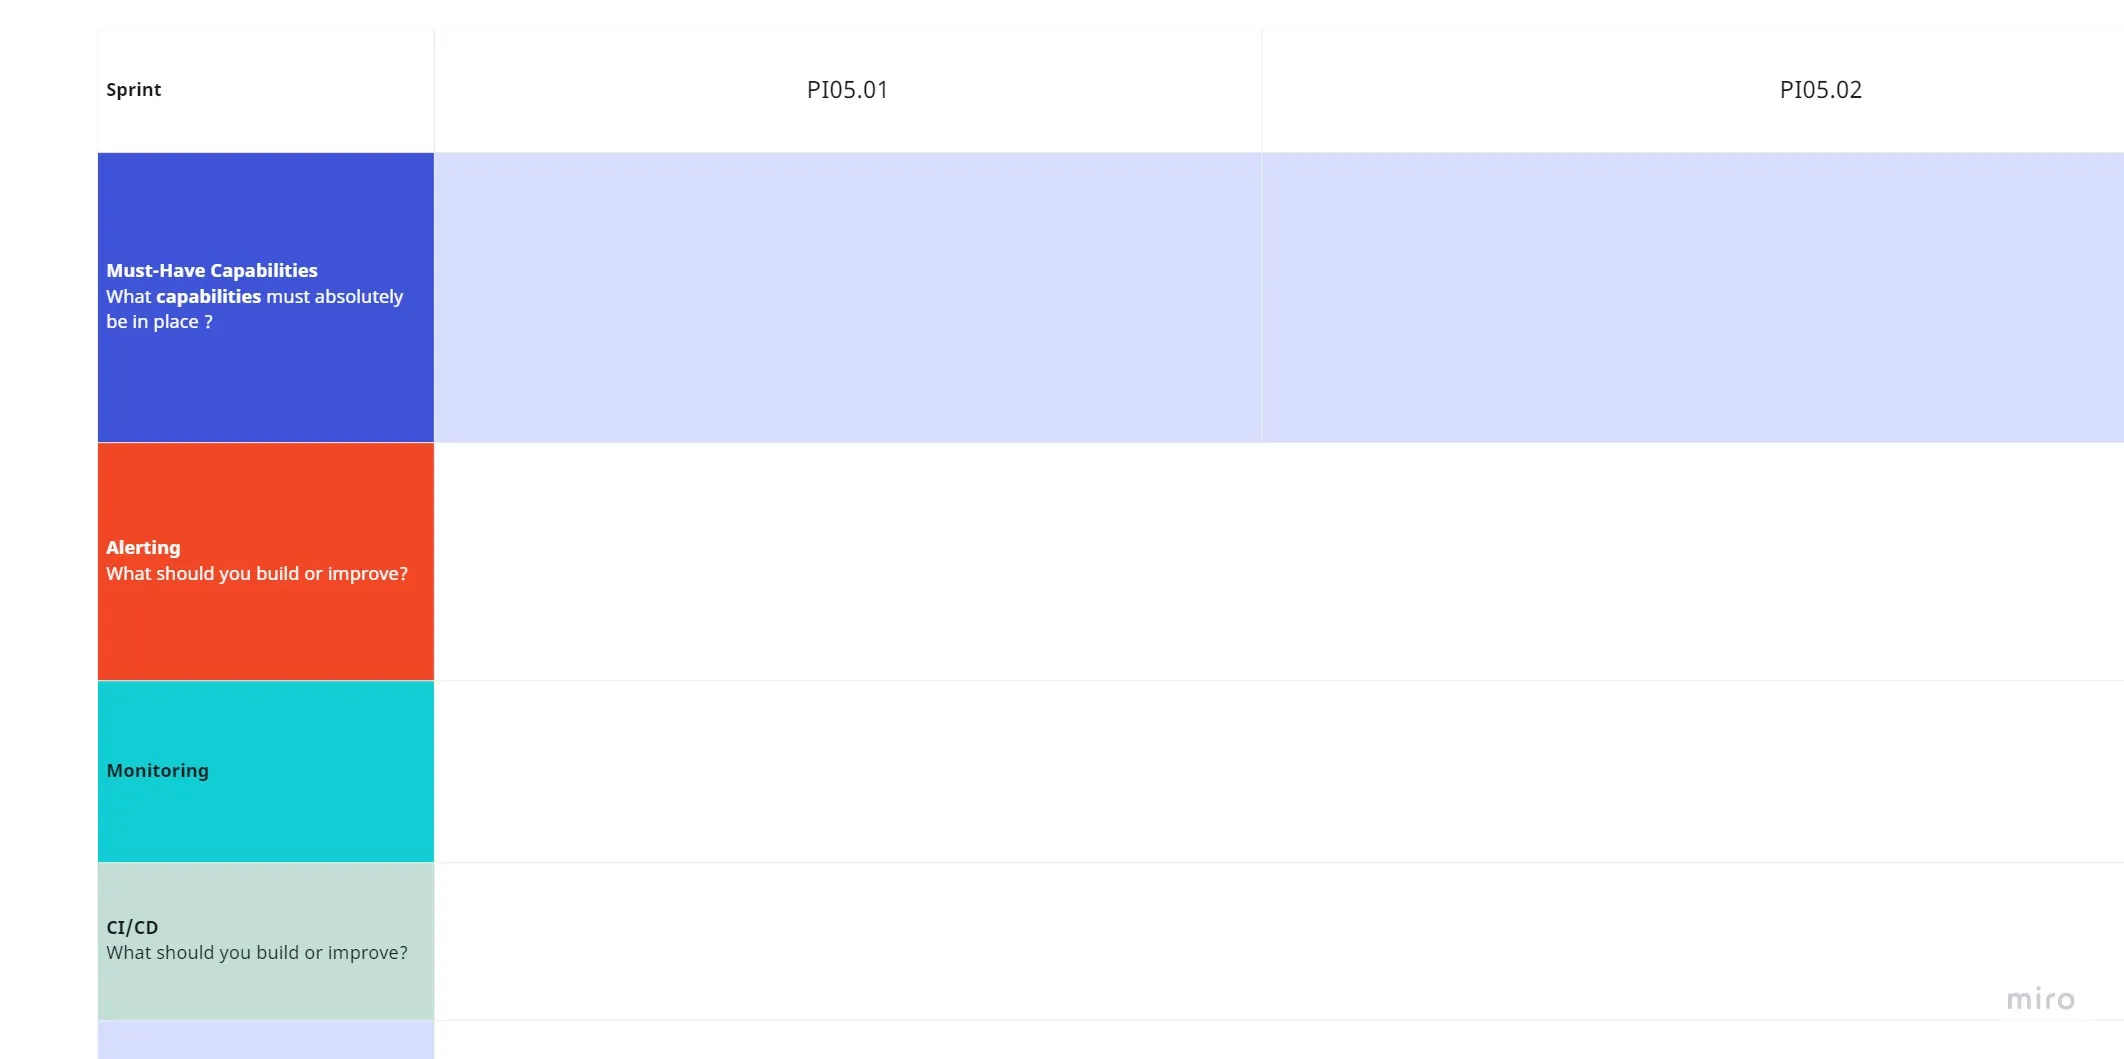 Sprint
PI05.01
PI05.02
Must-Have Capabilities
What capabilities must absolutely
be in place ?
Alerting
What should you build or improve?
Monitoring
CI/CD
What should you build or improve?
miro